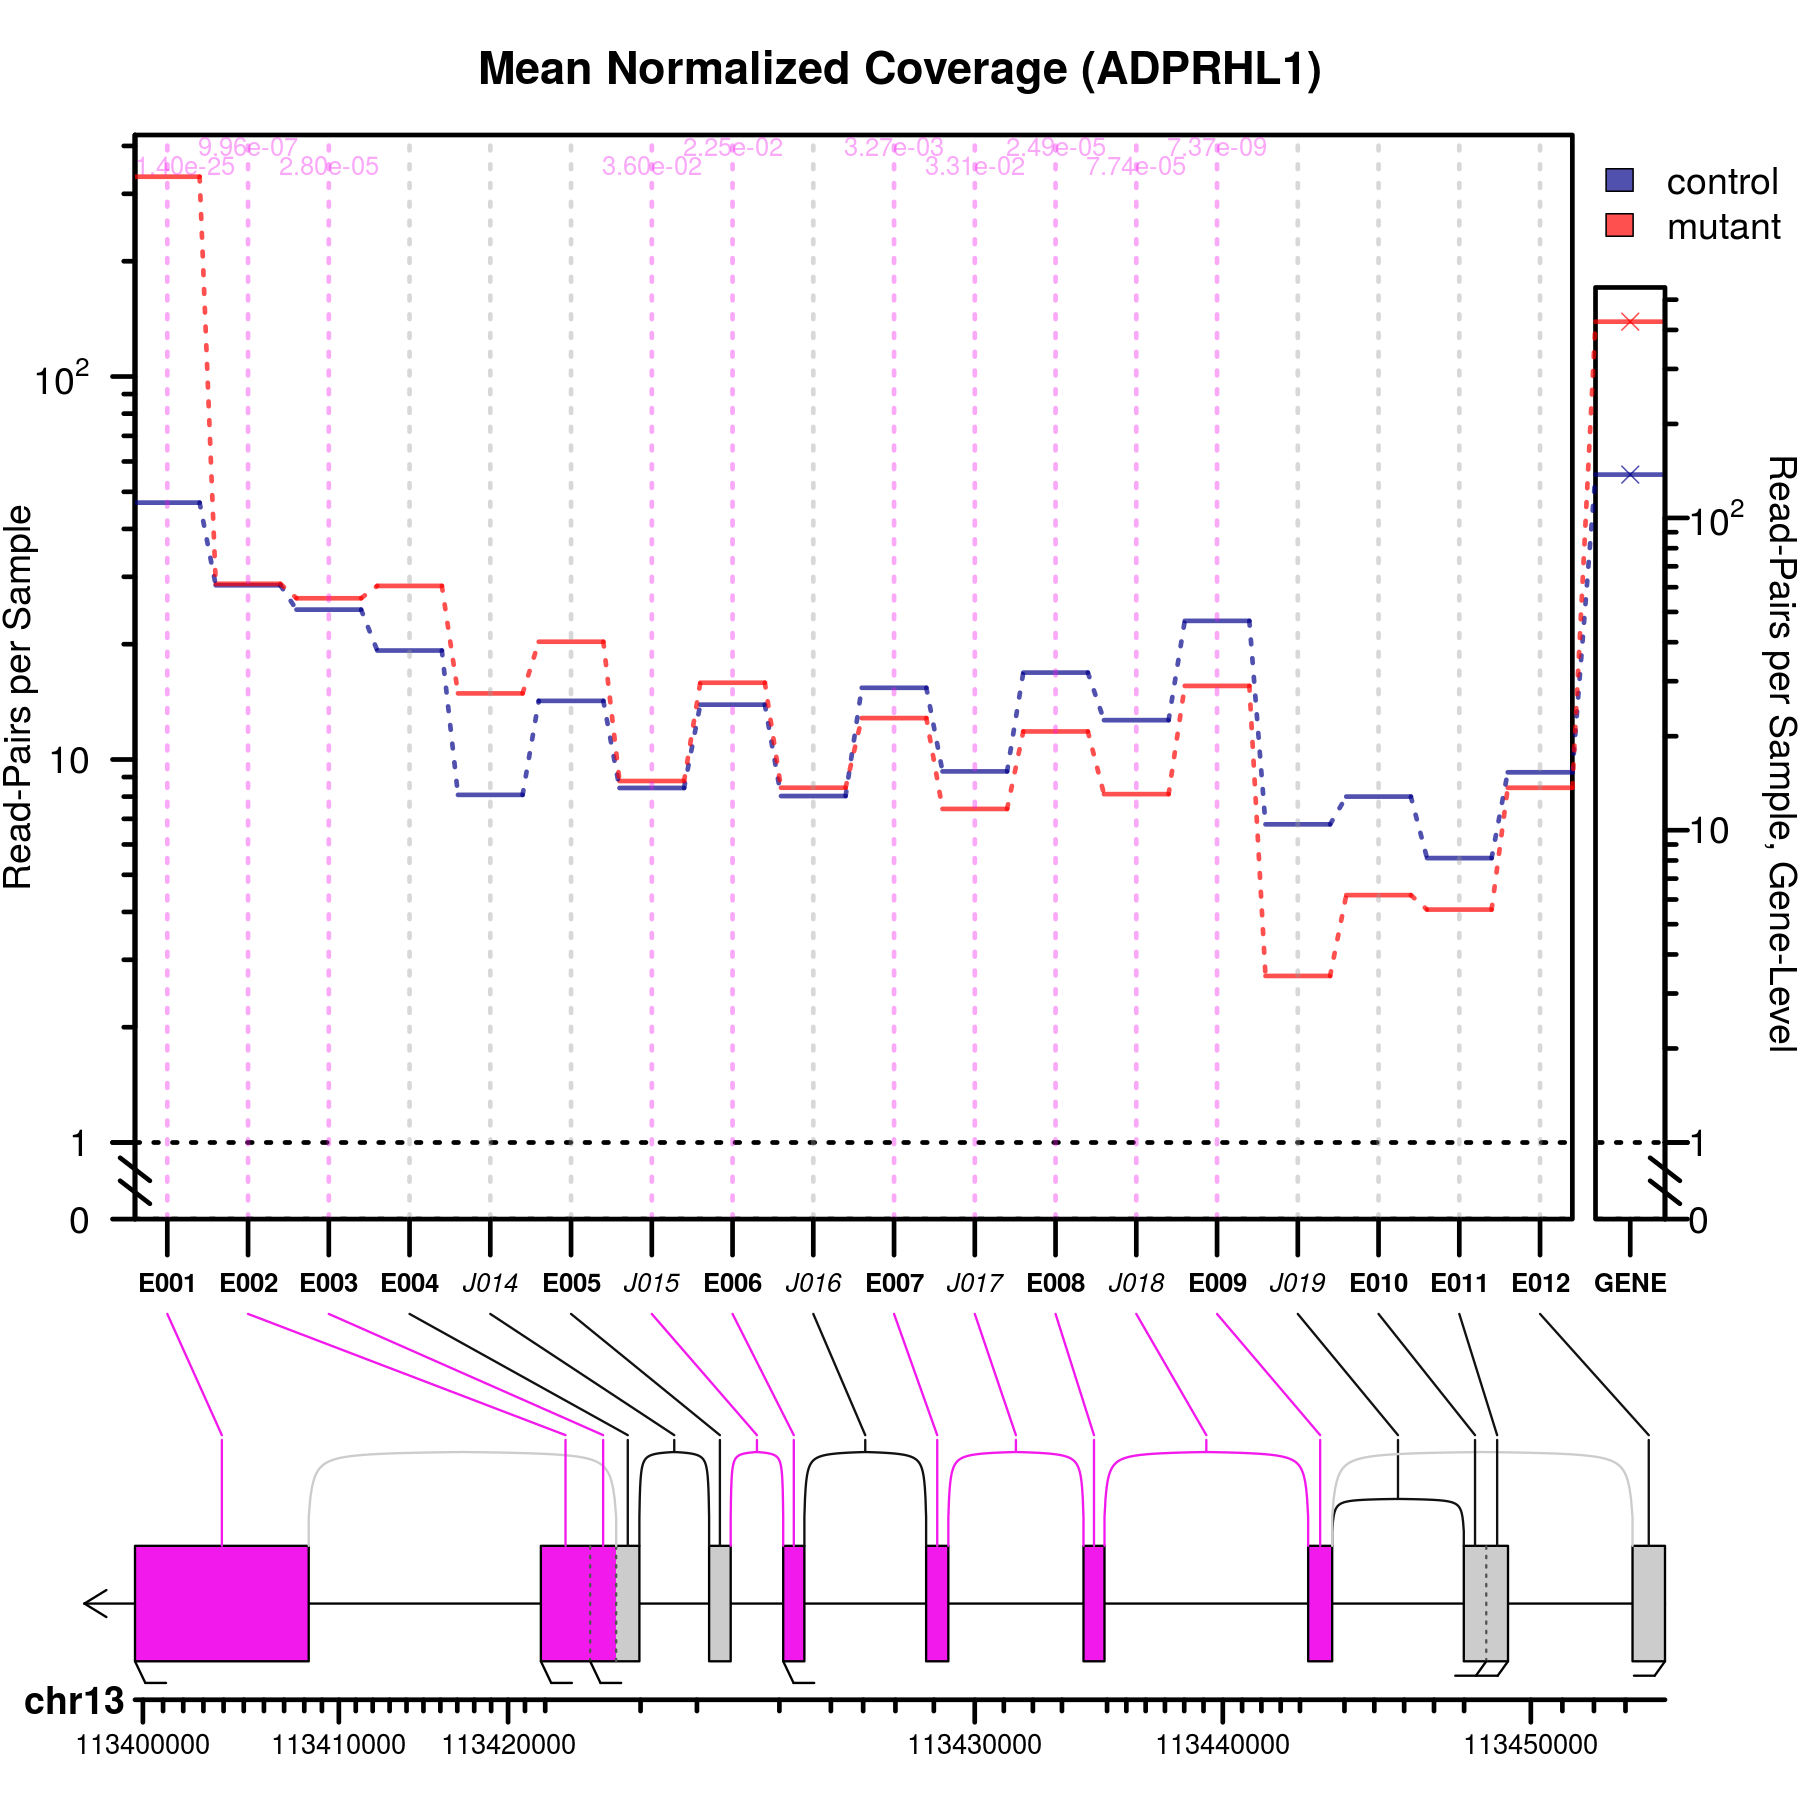 Mean Normalized Coverage (ADPRHL1)
9.96e-07 2.25e-02 3.27e-03 2.49e-05 7.37e-09
1.40e-25 2.80e-05 3.60e-02 3.31e-02 7.74e-05
control
mutant
Read-Pairs per Sample
10²
10
1
0
Read-Pairs per Sample, Gene-Level
10²
10
1
0
E001 E002 E003 E004 J014 E005 J015 E006 J016 E007 J017 E008 J018 E009 J019 E010 E011 E012 GENE
chr13
113400000 113410000 113420000 113430000 113440000 113450000